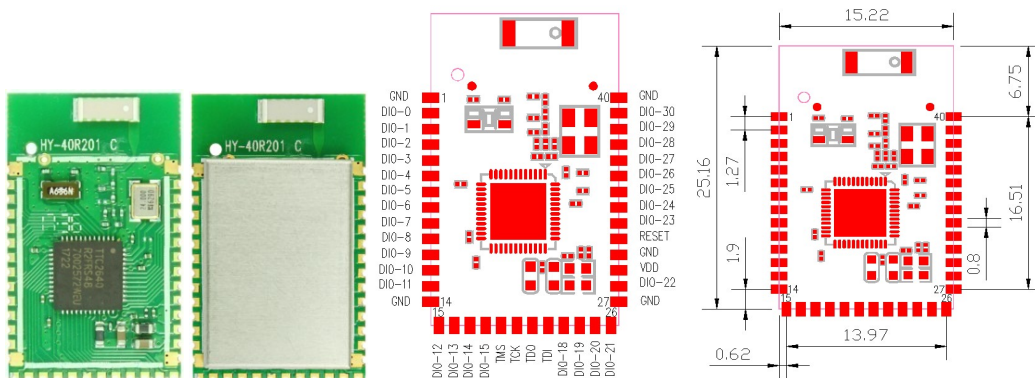 HY-40R201 C
A686N
HY-40R201 C
1
40
GND
DIO-0
DIO-1
DIO-2
DIO-3
DIO-4
DIO-5
DIO-6
DIO-7
DIO-8
DIO-9
DIO-10
DIO-11
GND
GND
DIO-30
DIO-29
DIO-28
DIO-27
DIO-26
DIO-25
DIO-24
DIO-23
RESET
GND
VDD
DIO-22
GND
14
15
27
26
DIO-12
DIO-13
DIO-14
DIO-15
TMS
TCK
TDO
TDI
DIO-18
DIO-19
DIO-20
DIO-21
15.22
6.75
1
40
1.27
25.16
16.51
0.8
1.9
14
15
27
26
13.97
0.62